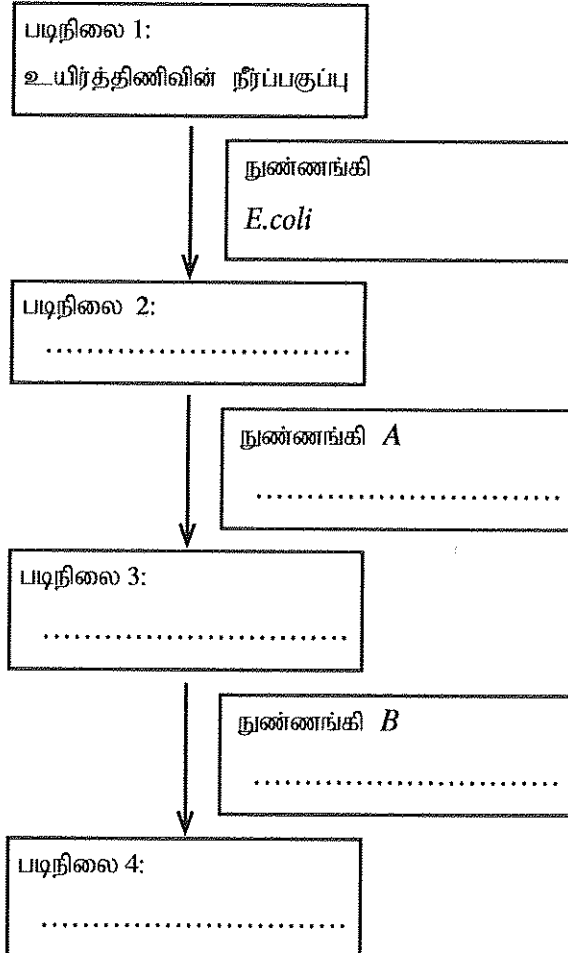 படிநிலை 1:
உயிர்த்திணிவின் நீர்ப்பகுப்பு
நுண்ணங்கி
E.coli
படிநிலை 2:
..............................
நுண்ணங்கி A
..............................
படிநிலை 3:
..............................
நுண்ணங்கி B
..............................
படிநிலை 4:
..............................